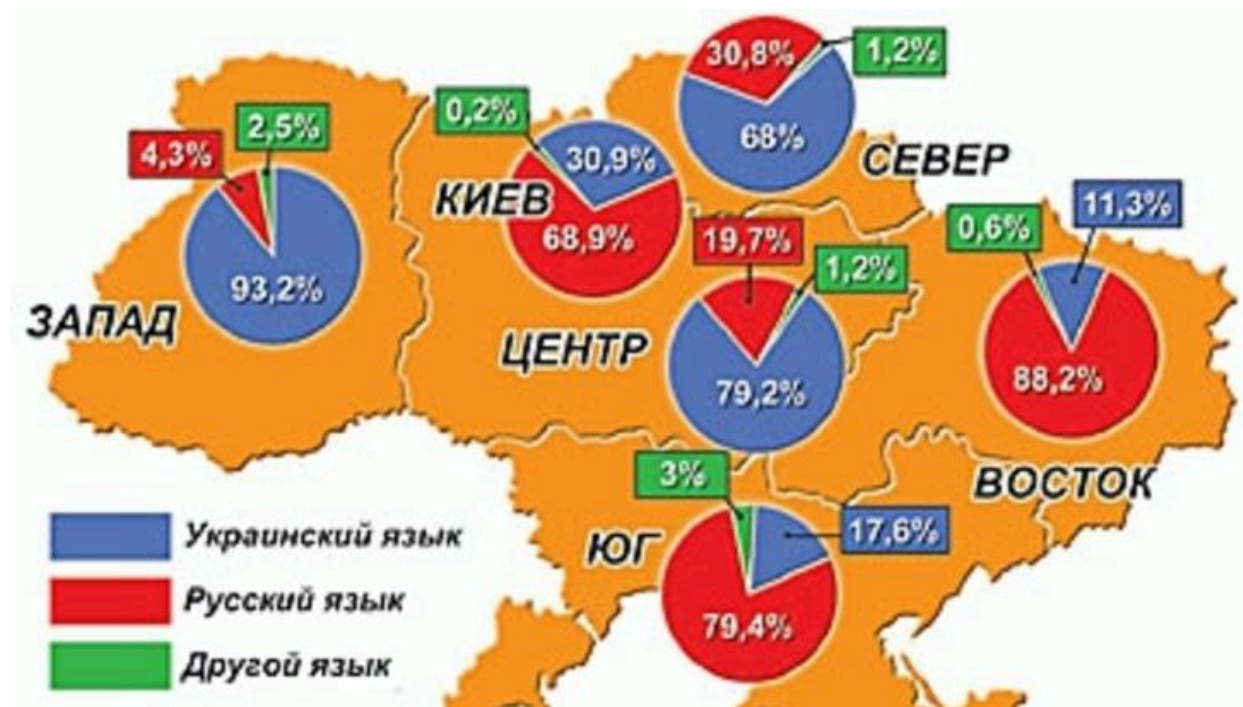 30,8%
1,2%
68%
СЕВЕР
2,5%
4,3%
93,2%
ЗАПАД
0,2%
30,9%
КИЕВ
68,9%
19,7%
1,2%
ЦЕНТР
79,2%
11,3%
0,6%
88,2%
ВОСТОК
3%
17,6%
ЮГ
79,4%
Украинский язык
Русский язык
Другой язык